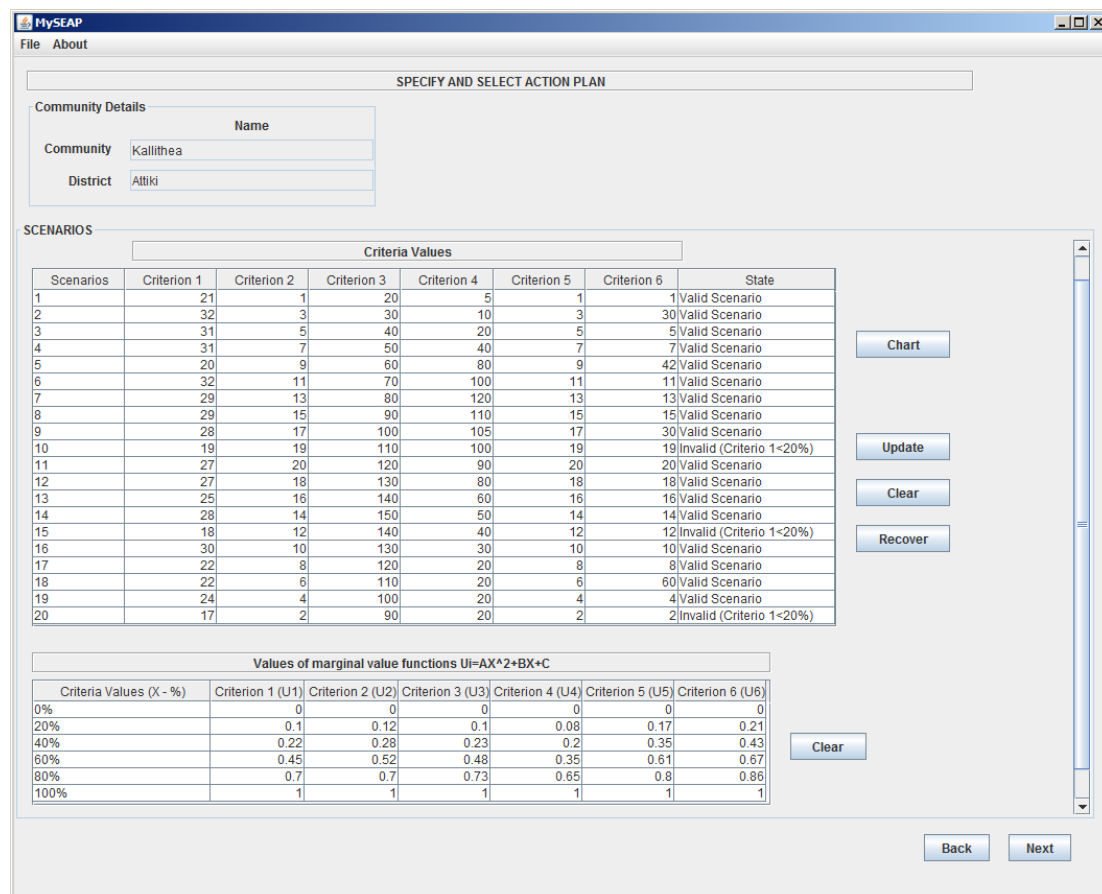 MySEAP
File About
SPECIFY AND SELECT ACTION PLAN
Community Details
Name
Community Kallithea
District Attiki
SCENARIOS
Criteria Values
Scenarios Criterion 1 Criterion 2 Criterion 3 Criterion 4 Criterion 5 Criterion 6 State
1 21 1 20 5 1 1 Valid Scenario
2 32 3 30 10 3 30 Valid Scenario
3 31 5 40 20 5 5 Valid Scenario
4 31 7 50 40 7 7 Valid Scenario
5 20 9 60 80 9 42 Valid Scenario
6 32 11 70 100 11 11 Valid Scenario
7 29 13 80 120 13 13 Valid Scenario
8 29 15 90 110 15 15 Valid Scenario
9 28 17 100 105 17 30 Valid Scenario
10 19 19 110 100 19 19 Invalid (Criterio 1<20%)
11 27 20 120 90 20 20 Valid Scenario
12 27 18 130 80 18 18 Valid Scenario
13 25 16 140 60 16 16 Valid Scenario
14 28 14 150 50 14 14 Valid Scenario
15 18 12 140 40 12 12 Invalid (Criterio 1<20%)
16 30 10 130 30 10 10 Valid Scenario
17 22 8 120 20 8 8 Valid Scenario
18 22 6 110 20 6 60 Valid Scenario
19 24 4 100 20 4 4 Valid Scenario
20 17 2 90 20 2 2 Invalid (Criterio 1<20%)
Chart
Update
Clear
Recover
Values of marginal value functions Ui=AX^2+BX+C
Criteria Values (X - %) Criterion 1 (U1) Criterion 2 (U2) Criterion 3 (U3) Criterion 4 (U4) Criterion 5 (U5) Criterion 6 (U6)
0% 0 0 0 0 0 0
20% 0.1 0.12 0.1 0.08 0.17 0.21
40% 0.22 0.28 0.23 0.2 0.35 0.43
60% 0.45 0.52 0.48 0.35 0.61 0.67
80% 0.7 0.7 0.73 0.65 0.8 0.86
100% 1 1 1 1 1 1
Clear
Back Next